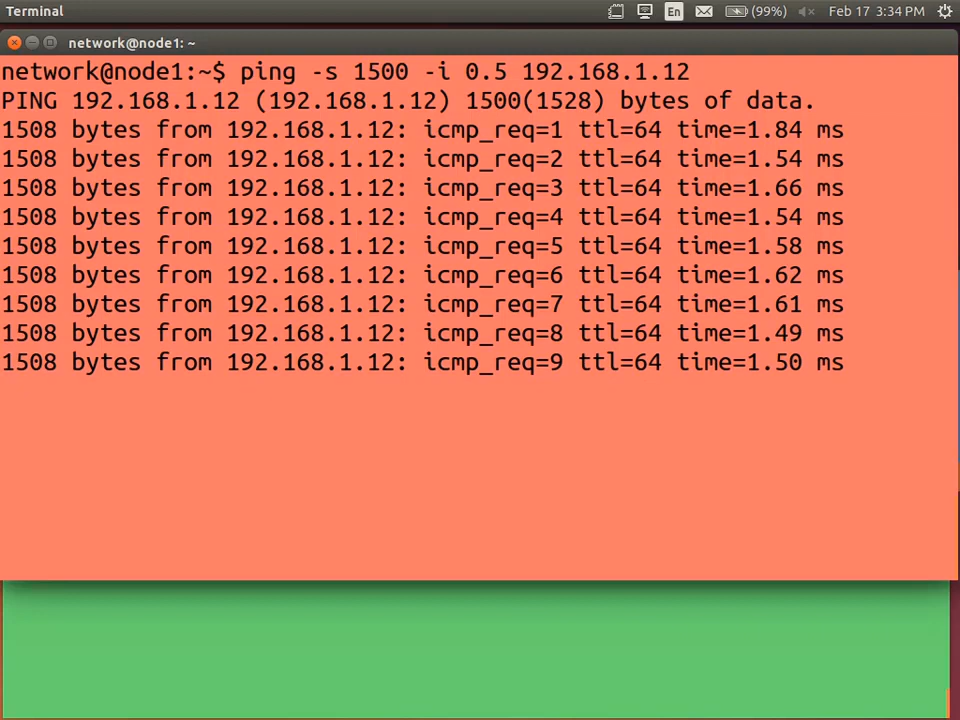 Terminal
En (99%) Feb 17 3:34 PM
network@node1: ~
network@node1:~$ ping -s 1500 -i 0.5 192.168.1.12
PING 192.168.1.12 (192.168.1.12) 1500(1528) bytes of data.
1508 bytes from 192.168.1.12: icmp_req=1 ttl=64 time=1.84 ms
1508 bytes from 192.168.1.12: icmp_req=2 ttl=64 time=1.54 ms
1508 bytes from 192.168.1.12: icmp_req=3 ttl=64 time=1.66 ms
1508 bytes from 192.168.1.12: icmp_req=4 ttl=64 time=1.54 ms
1508 bytes from 192.168.1.12: icmp_req=5 ttl=64 time=1.58 ms
1508 bytes from 192.168.1.12: icmp_req=6 ttl=64 time=1.62 ms
1508 bytes from 192.168.1.12: icmp_req=7 ttl=64 time=1.61 ms
1508 bytes from 192.168.1.12: icmp_req=8 ttl=64 time=1.49 ms
1508 bytes from 192.168.1.12: icmp_req=9 ttl=64 time=1.50 ms